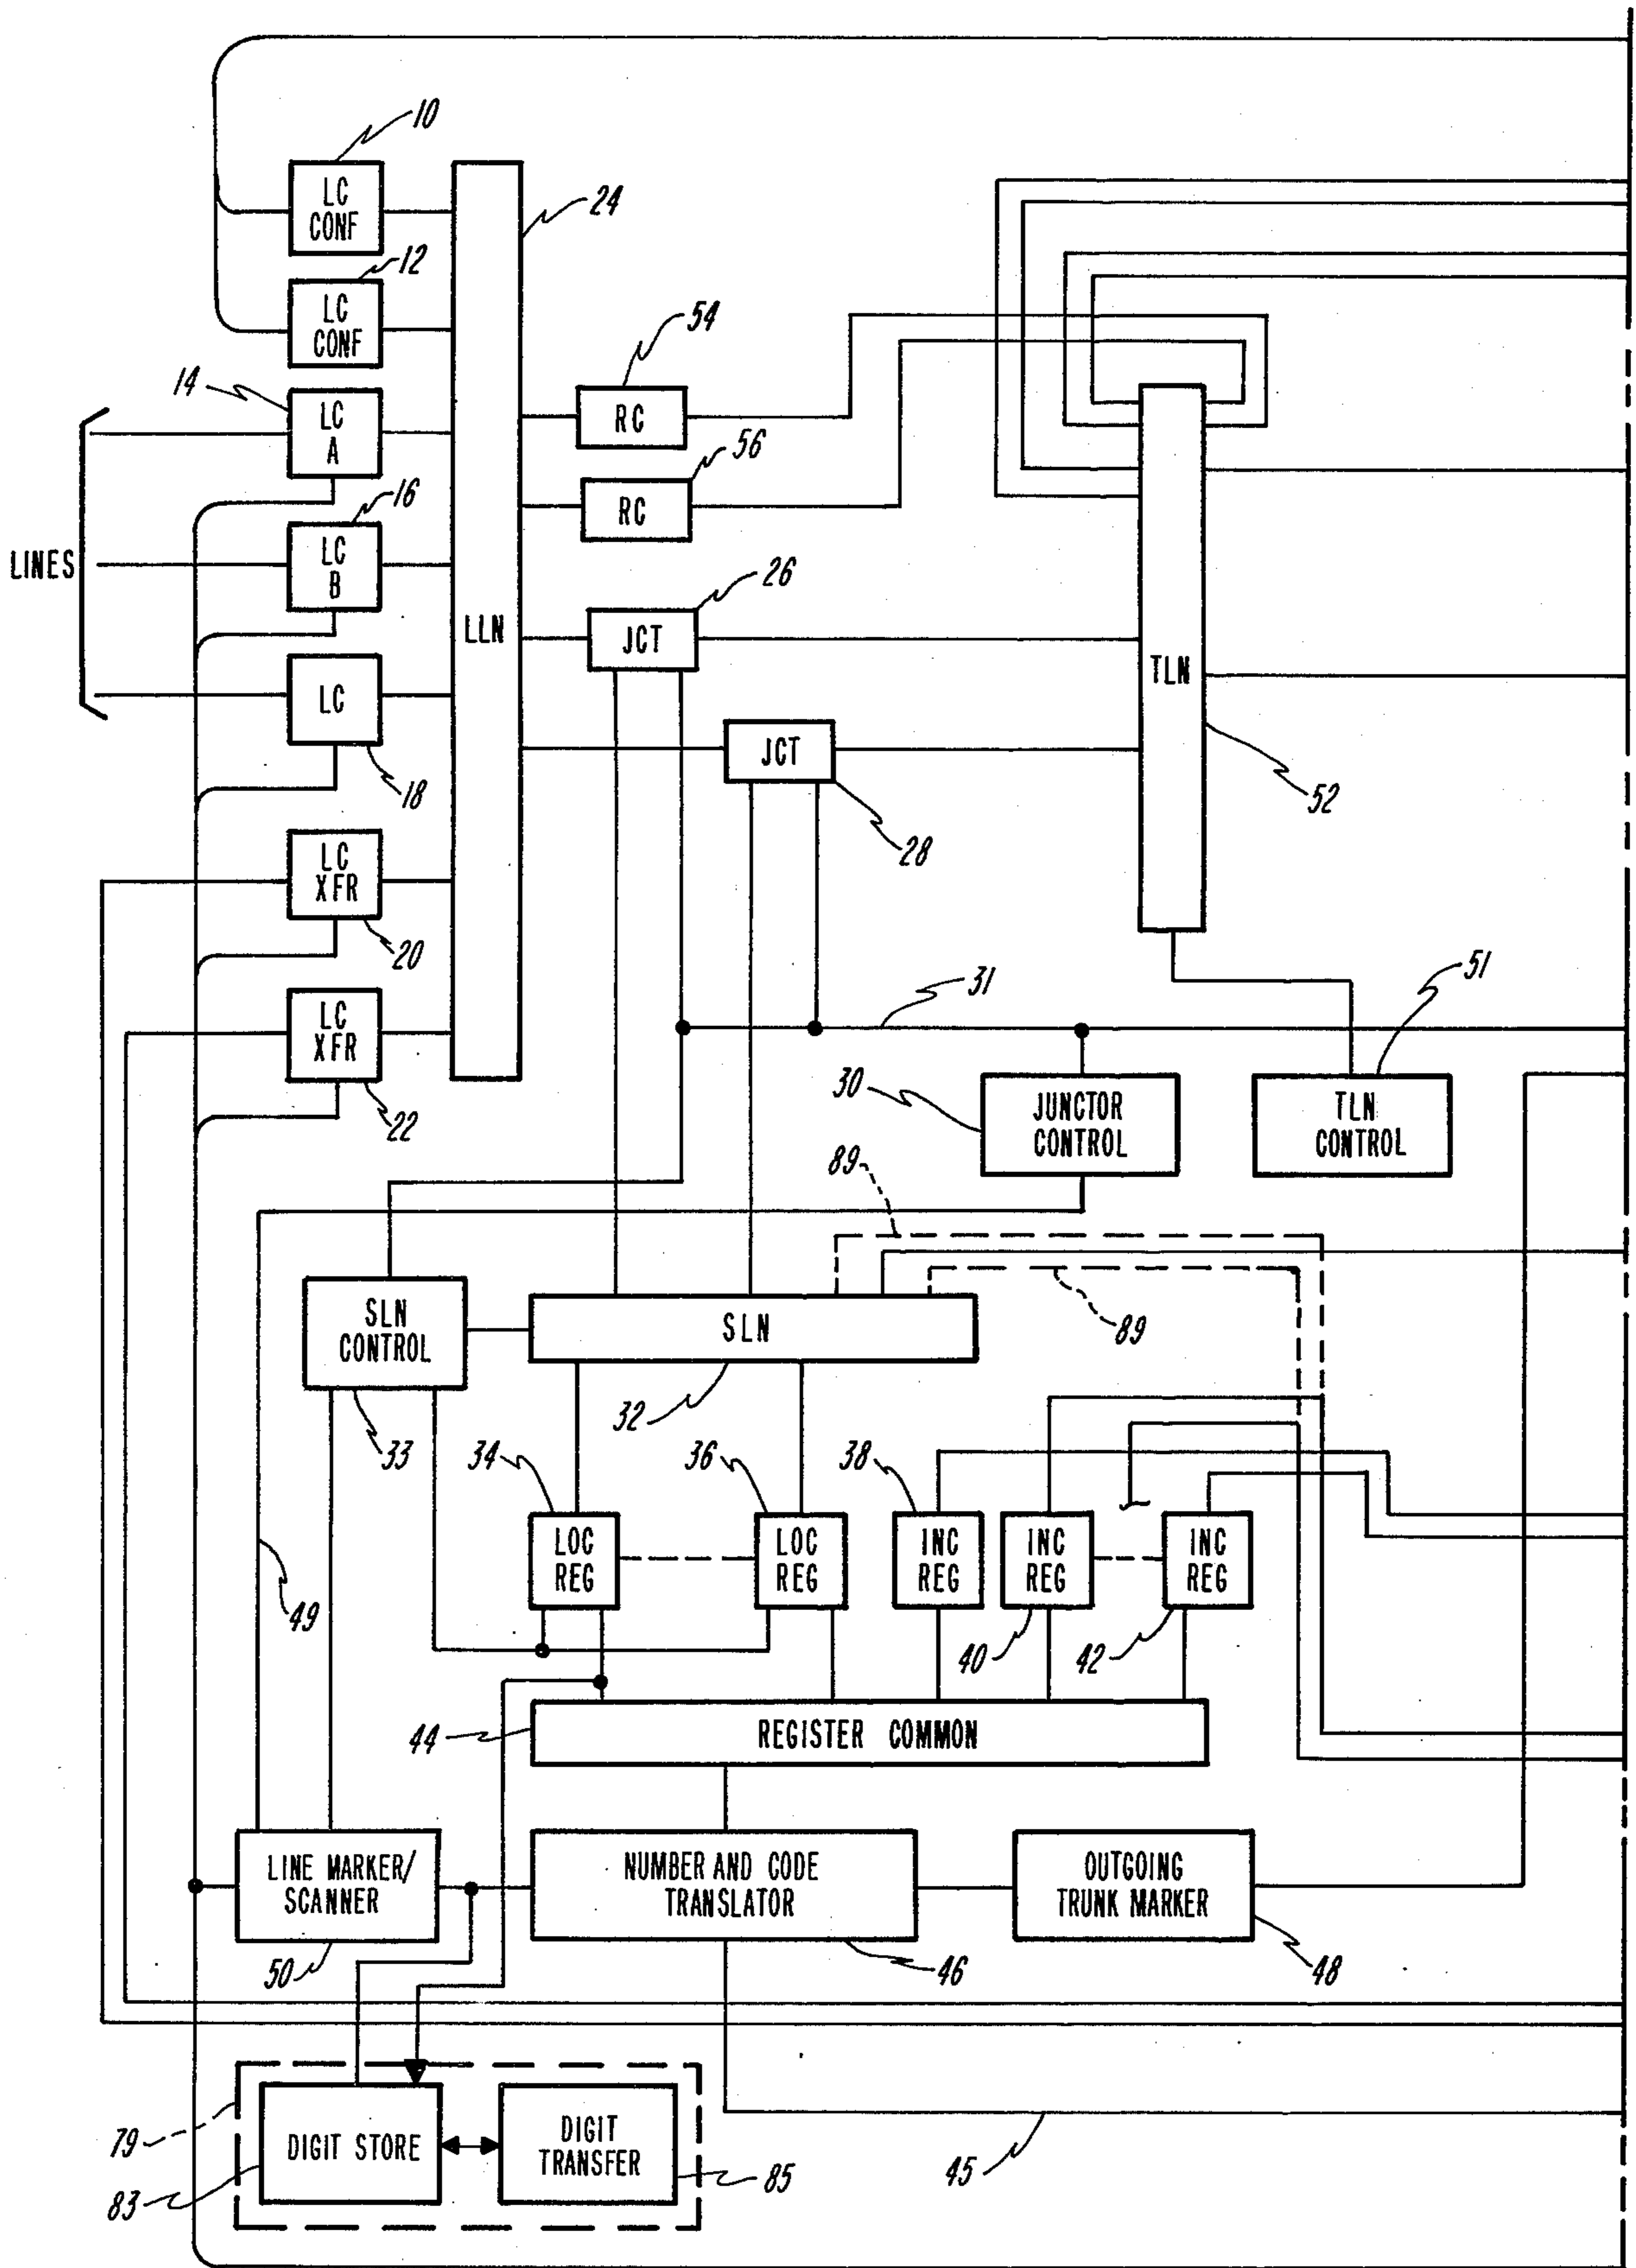 10
LC
CONF
24
12
LC
CONF
54
14
LC
A
RC
56
16
LINES
LC
B
RC
26
LLN
JCT
TLN
LC
JCT
18
52
28
LC
XFR
20
51
31
LC
XFR
22
30
JUNCTOR
CONTROL
TLN
CONTROL
89
SLN
CONTROL
SLN
89
32
33
34
36
38
LOC
REG
LOC
REG
INC
REG
INC
REG
INC
REG
49
40
42
44
REGISTER COMMON
LINE MARKER/
SCANNER
NUMBER AND CODE
TRANSLATOR
OUTGOING
TRUNK MARKER
50
46
48
79
DIGIT STORE
DIGIT
TRANSFER
83
85
45